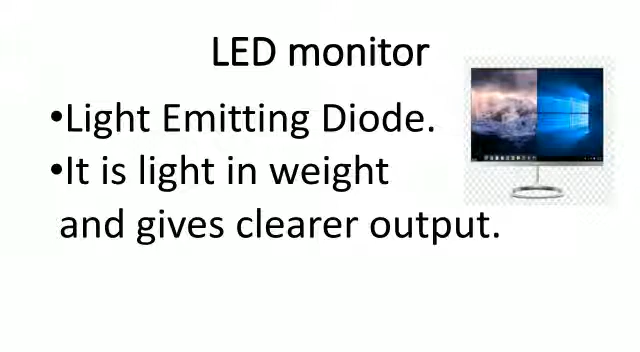 LED monitor
•Light Emitting Diode.
•It is light in weight
and gives clearer output.